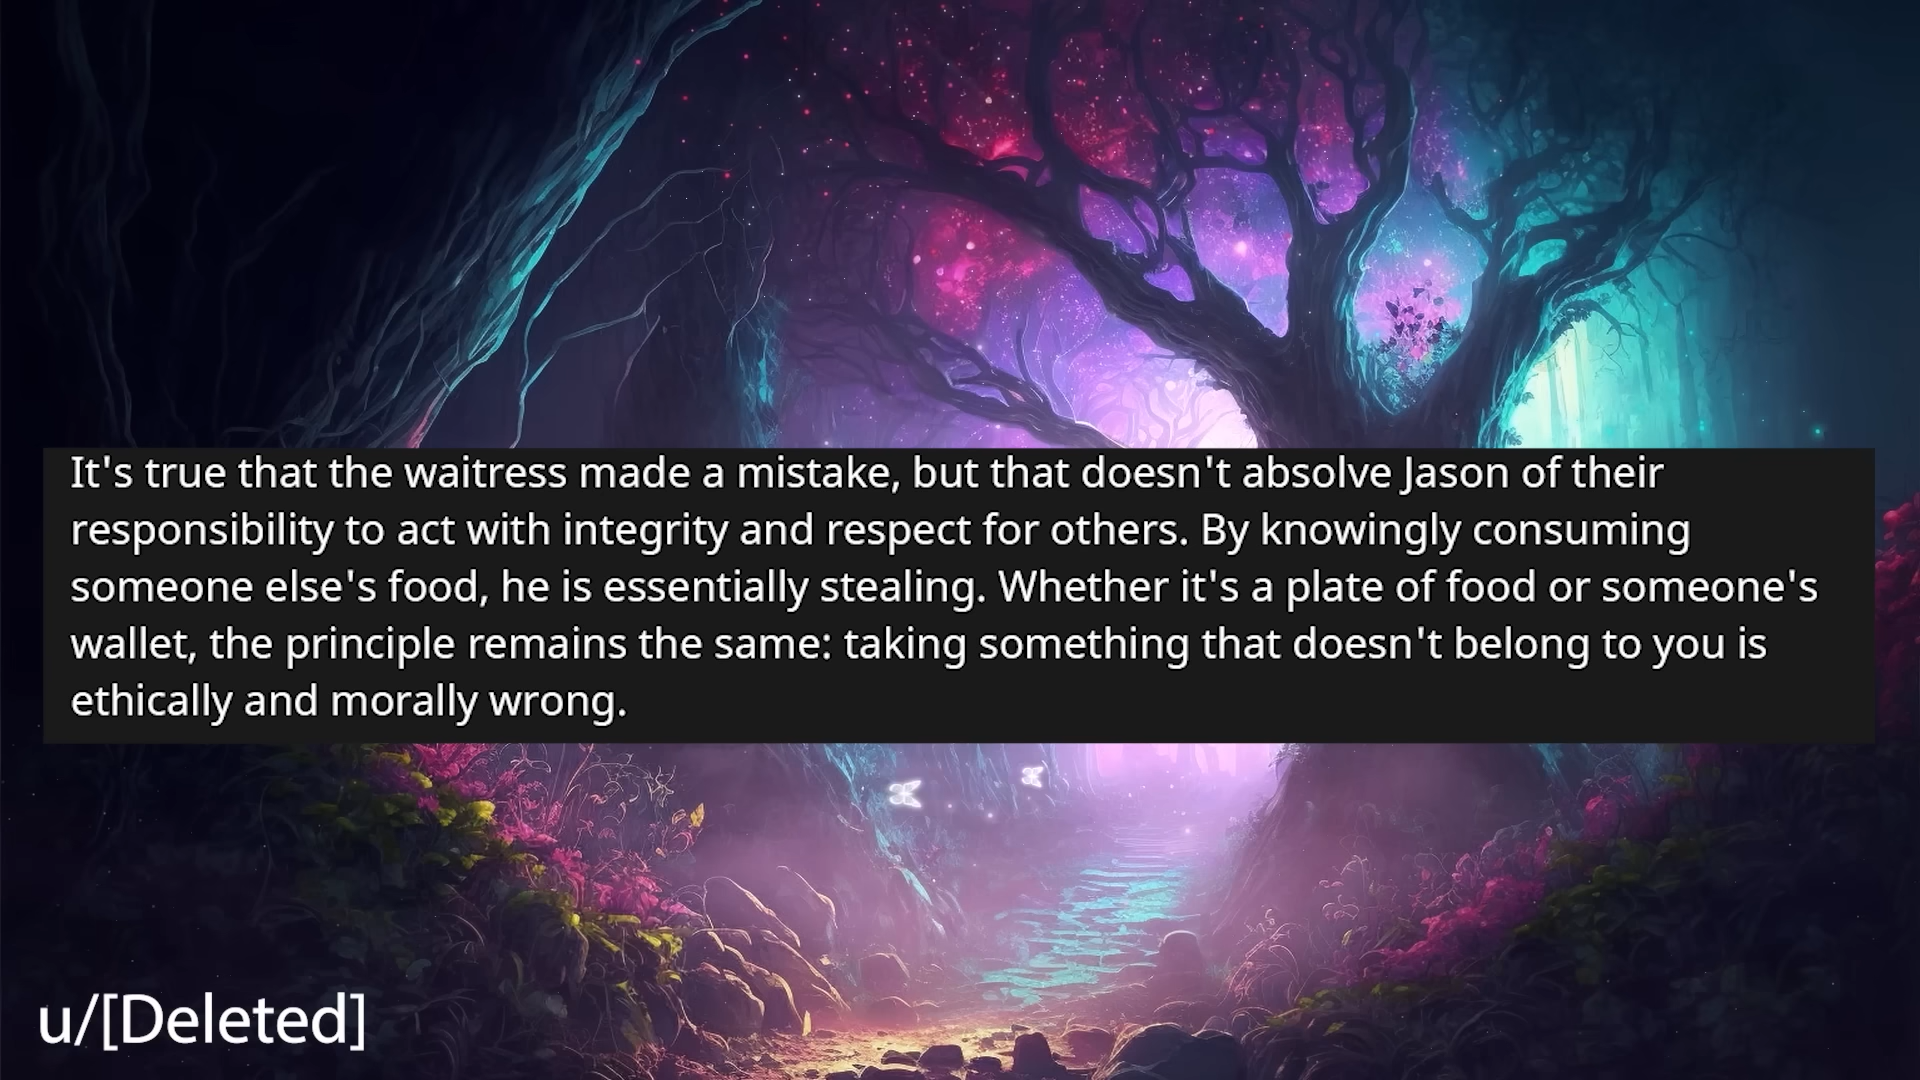 It's true that the waitress made a mistake, but that doesn't absolve Jason of their
responsibility to act with integrity and respect for others. By knowingly consuming
someone else's food, he is essentially stealing. Whether it's a plate of food or someone's
wallet, the principle remains the same: taking something that doesn't belong to you is
ethically and morally wrong.
u/[Deleted]